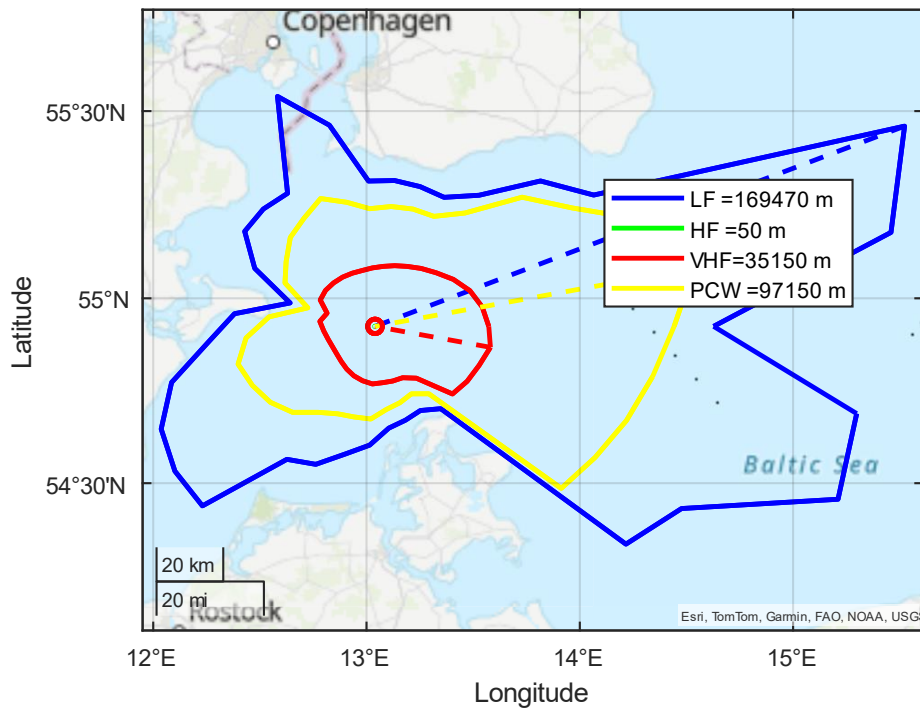 Copenhagen
55°30'N
LF =169470 m
HF =50 m
VHF=35150 m
PCW =97150 m
55°N
Latitude
Baltic Sea
54°30'N
20 km
20 mi
Rostock
Esri, TomTom, Garmin, FAO, NOAA, USGS
12°E
13°E
14°E
15°E
Longitude